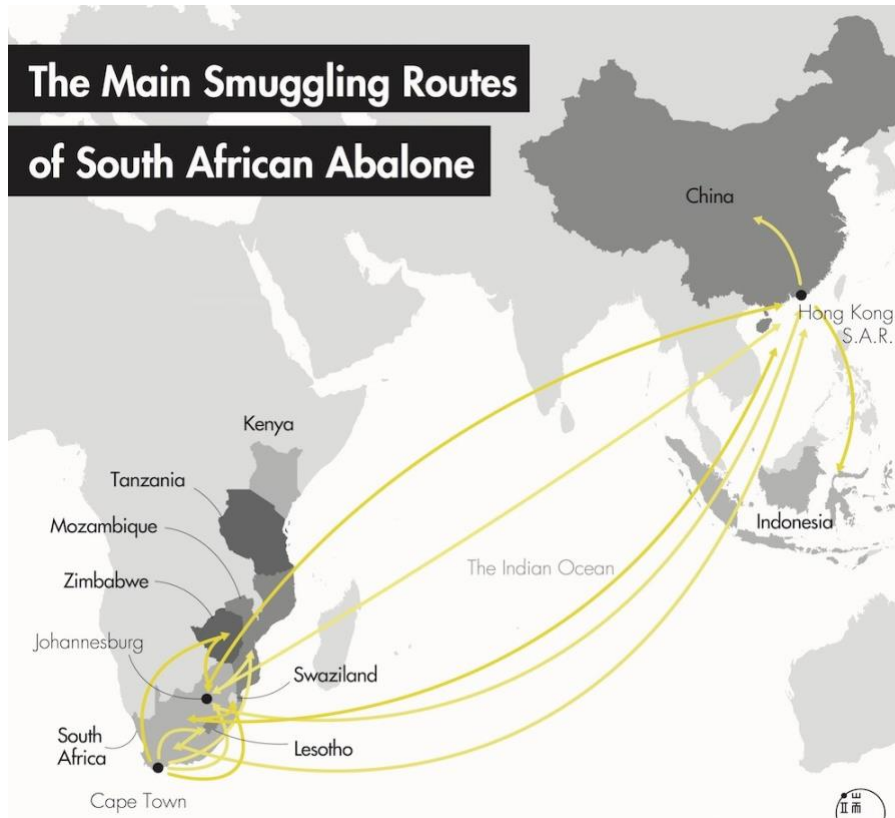 The Main Smuggling Routes
of South African Abalone
China
Hong Kong
S.A.R.
Kenya
Tanzania
Mozambique
Indonesia
The Indian Ocean
Zimbabwe
Johannesburg
Swaziland
South
Africa
Lesotho
Cape Town